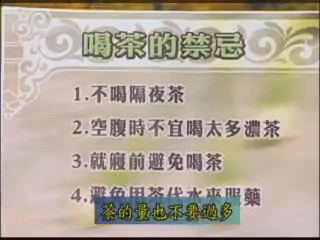 喝茶的禁忌
1.不喝隔夜茶
2.空腹時不宜喝太多濃茶
3.就寢前避免喝茶
4.避免用茶代水來服藥
茶的量也不要過多